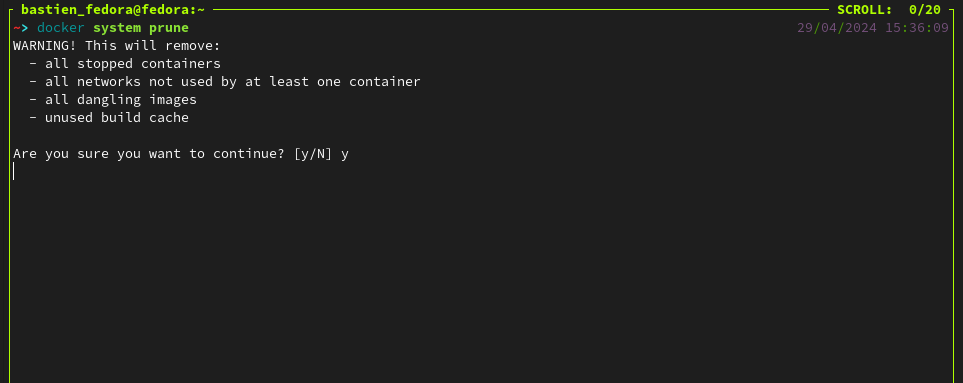 bastien_fedora@fedora:~ SCROLL: 0/20
~> docker system prune 29/04/2024 15:36:09
WARNING! This will remove:
- all stopped containers
- all networks not used by at least one container
- all dangling images
- unused build cache
Are you sure you want to continue? [y/N] y